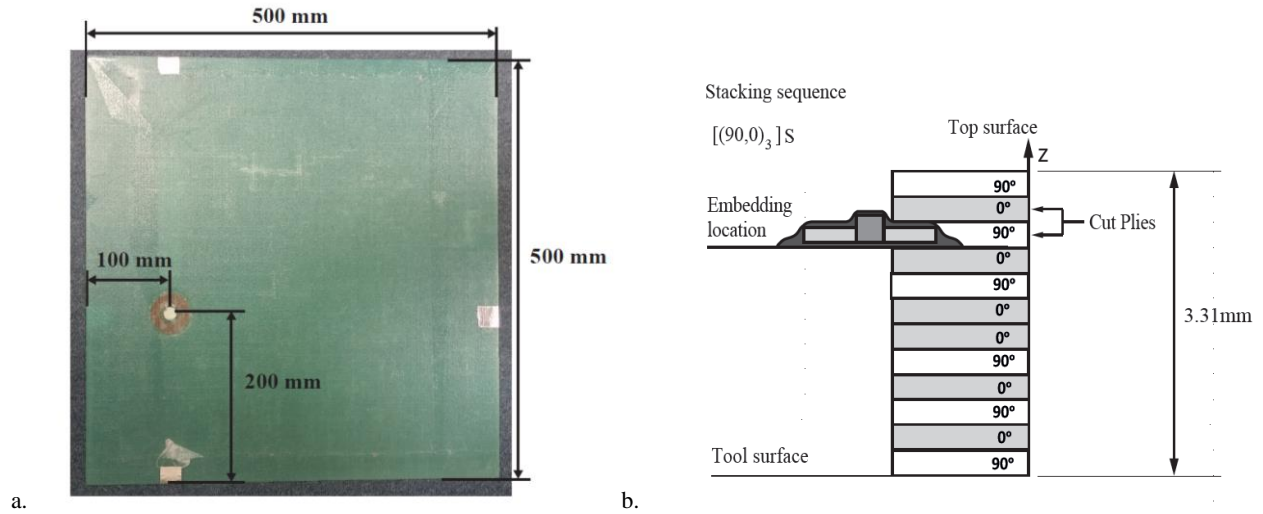 500 mm
100 mm
500 mm
200 mm
a.
Stacking sequence
[(90,0)₃]S
Top surface
Z
90°
0°
Embedding
location
90°
Cut Plies
0°
90°
0°
3.31mm
0°
90°
0°
90°
0°
Tool surface
90°
b.